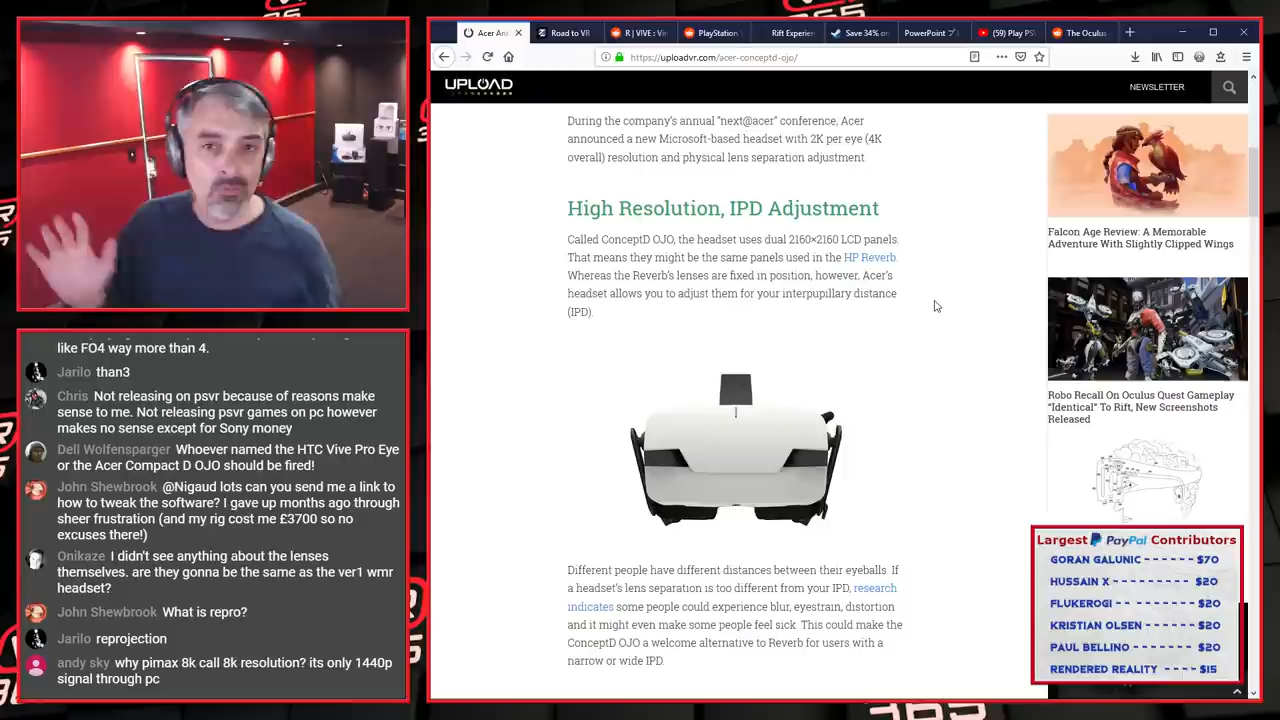 Acer An
Road to VR
R | VIVE : Vi
PlayStation V
Rift Experien
Save 34% on
PowerPoint プ
(59) Play PS
The Oculus
https://uploadvr.com/acer-conceptd-ojo/
UPLOAD
NEWSLETTER
During the company's annual "next@acer" conference, Acer
announced a new Microsoft-based headset with 2K per eye (4K
overall) resolution and physical lens separation adjustment.
High Resolution, IPD Adjustment
Called ConceptD OJO, the headset uses dual 2160×2160 LCD panels.
That means they might be the same panels used in the HP Reverb.
Whereas the Reverb's lenses are fixed in position, however, Acer's
headset allows you to adjust them for your interpupillary distance
(IPD).
Different people have different distances between their eyeballs. If
a headset's lens separation is too different from your IPD, research
indicates some people could experience blur, eyestrain, distortion
and it might even make some people feel sick. This could make the
ConceptD OJO a welcome alternative to Reverb for users with a
narrow or wide IPD.
Falcon Age Review: A Memorable
Adventure With Slightly Clipped Wings
Robo Recall On Oculus Quest Gameplay
"Identical" To Rift, New Screenshots
Released
Largest PayPal Contributors
GORAN GALUNIC ------ $70
HUSSAIN X ---------- $20
FLUKEROGI -- ------- $20
KRISTIAN OLSEN ----- $20
PAUL BELLINO ------- $20
RENDERED REALITY ---- $15
like FO4 way more than 4.
Jarilo than3
Chris Not releasing on psvr because of reasons make
sense to me. Not releasing psvr games on pc however
makes no sense except for Sony money
Dell Wolfensparger Whoever named the HTC Vive Pro Eye
or the Acer Compact D OJO should be fired!
John Shewbrook @Nigaud lots can you send me a link to
how to tweak the software? I gave up months ago through
sheer frustration (and my rig cost me £3700 so no
excuses there!)
Onikaze I didn't see anything about the lenses
themselves. are they gonna be the same as the ver1 wmr
headset?
John Shewbrook What is repro?
Jarilo reprojection
andy sky why pimax 8k call 8k resolution? its only 1440p
signal through pc
365